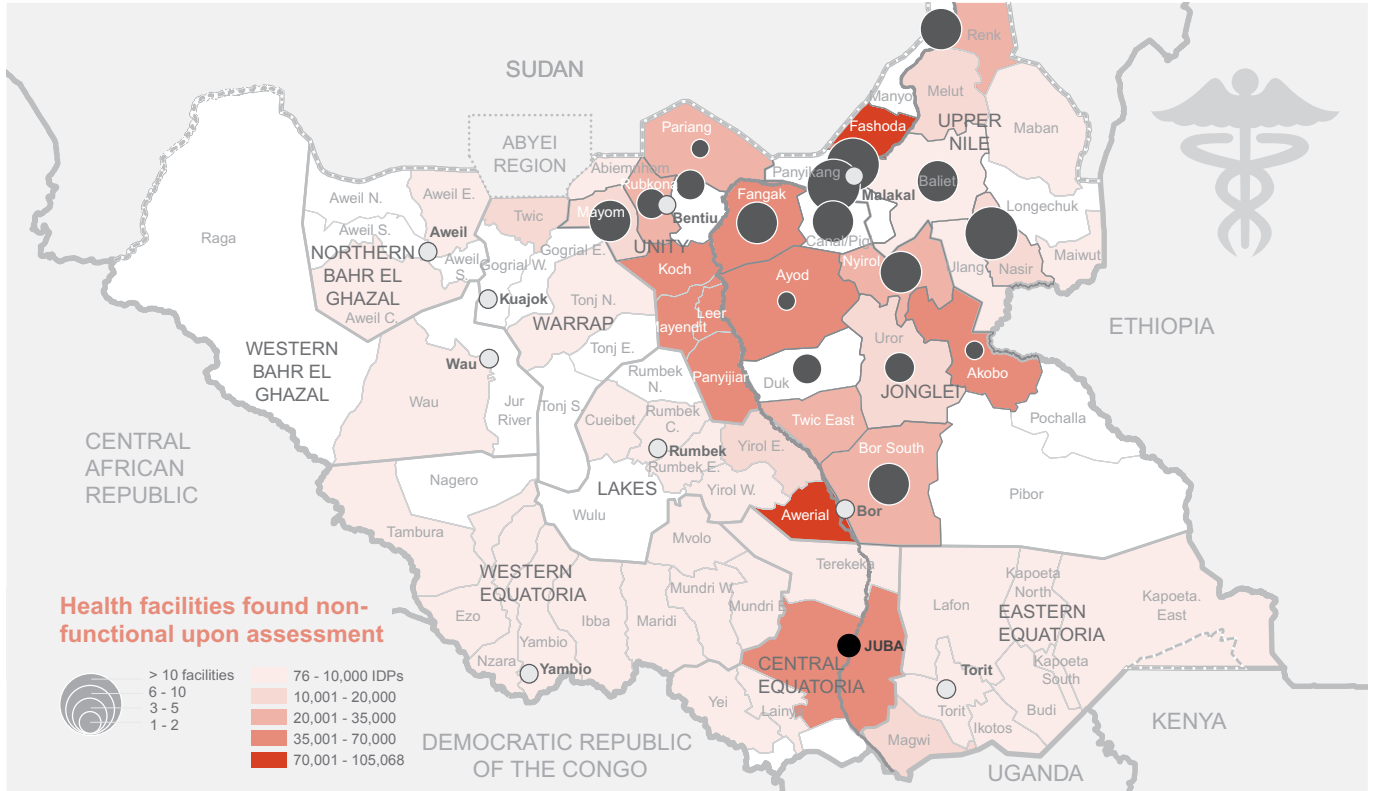 SUDAN
Renk
Manyo
Melut
Fashoda
UPPER
NILE
Maban
Pariang
ABYEI
REGION
Abiemnhom
Panyikang
Rubkona
Baliet
Malakal
Aweil N.
Aweil E.
Twic
Mayom
Bentiu
Fangak
Longechuk
Raga
Aweil S.
Aweil
UNITY
Canal/Pigi
NORTHERN
BAHR EL
GHAZAL
Aweil
S.
Gogrial W.
Gogrial E.
Koch
Ayod
Nyirol
Ulang
Nasir
Maiwut
Kuajok
Tonj N.
Leer
Mayendit
Aweil C.
WARRAP
ETHIOPIA
WESTERN
BAHR EL
GHAZAL
Wau
Tonj E.
Uror
Rumbek
N.
Panyijiar
Duk
Akobo
JONGLEI
Wau
Jur
River
Tonj S.
Cueibet
Rumbek
C.
Twic East
Pochalla
CENTRAL
AFRICAN
REPUBLIC
Rumbek
Yirol E.
Bor South
Rumbek E.
Nagero
LAKES
Yirol W.
Pibor
Wulu
Awerial
Bor
Tambura
Mvolo
Terekeka
WESTERN
EQUATORIA
Kapoeta
North
Mundri W.
Mundri E.
Lafon
EASTERN
EQUATORIA
Kapoeta.
East
Health facilities found non-
functional upon assessment
Ezo
Ibba
Maridi
Yambio
JUBA
Nzara
Yambio
CENTRAL
EQUATORIA
Torit
Kapoeta
South
> 10 facilities
6 - 10
3 - 5
1 - 2
76 - 10,000 IDPs
10,001 - 20,000
20,001 - 35,000
35,001 - 70,000
70,001 - 105,068
Yei
Lainya
Torit
Budi
Ikotos
Magwi
KENYA
DEMOCRATIC REPUBLIC
OF THE CONGO
UGANDA